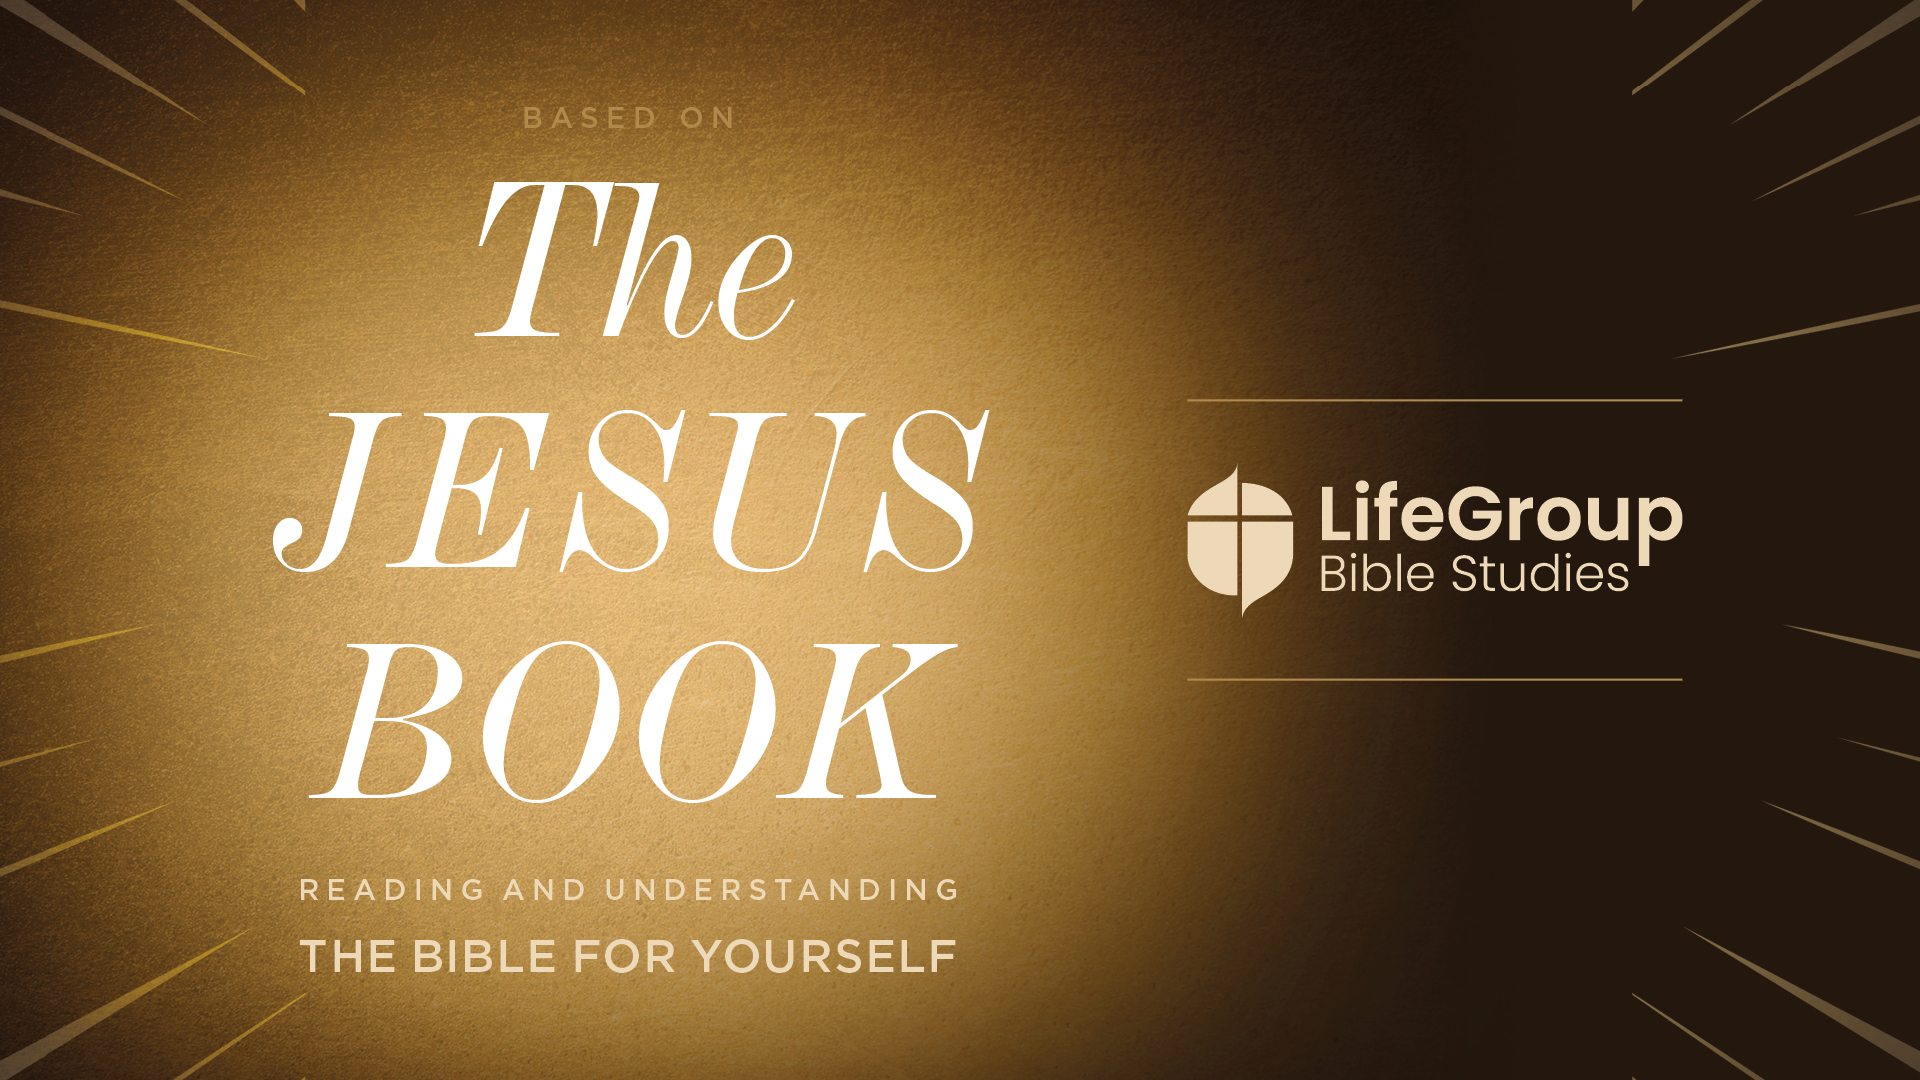 BASED ON
The
JESUS
BOOK
READING AND UNDERSTANDING
THE BIBLE FOR YOURSELF
LifeGroup
Bible Studies